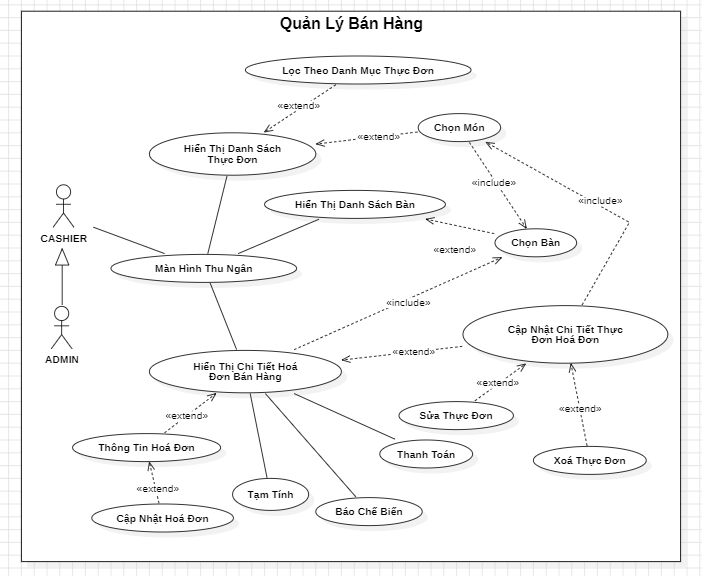 Quản Lý Bán Hàng
Lọc Theo Danh Mục Thực Đơn
«extend»
Chọn Món
«extend»
Hiển Thị Danh Sách
Thực Đơn
«include»
«include»
Hiển Thị Danh Sách Bàn
CASHIER
Chọn Bàn
«extend»
Màn Hình Thu Ngân
«include»
Cập Nhật Chi Tiết Thực
Đơn Hoá Đơn
ADMIN
«extend»
Hiển Thị Chi Tiết Hoá
Đơn Bán Hàng
«extend»
«extend»
«extend»
Sửa Thực Đơn
Thông Tin Hoá Đơn
Thanh Toán
Xoá Thực Đơn
«extend»
Tạm Tính
Báo Chế Biến
Cập Nhật Hoá Đơn